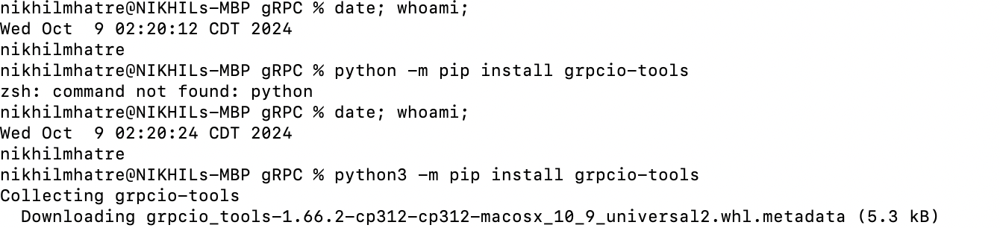 nikhilmhatre@NIKHILs-MBP gRPC % date; whoami;
Wed Oct  9 02:20:12 CDT 2024
nikhilmhatre
nikhilmhatre@NIKHILs-MBP gRPC % python -m pip install grpcio-tools
zsh: command not found: python
nikhilmhatre@NIKHILs-MBP gRPC % date; whoami;
Wed Oct  9 02:20:24 CDT 2024
nikhilmhatre
nikhilmhatre@NIKHILs-MBP gRPC % python3 -m pip install grpcio-tools
Collecting grpcio-tools
  Downloading grpcio_tools-1.66.2-cp312-cp312-macosx_10_9_universal2.whl.metadata (5.3 kB)